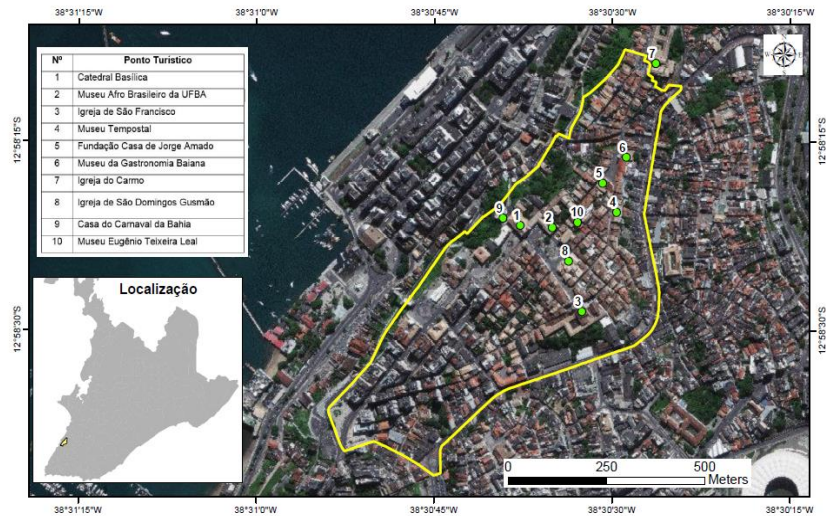 38°31'15"W 38°31'0"W 38°30'45"W 38°30'30"W 38°30'15"W
Nº Ponto Turístico
1 Catedral Basílica
2 Museu Afro Brasileiro da UFBA
3 Igreja de São Francisco
4 Museu Tempostal
5 Fundação Casa de Jorge Amado
6 Museu da Gastronomia Baiana
7 Igreja do Carmo
8 Igreja de São Domingos Gusmão
9 Casa do Carnaval da Bahia
10 Museu Eugênio Teixeira Leal
7
12°58'15"S 12°58'15"S
6
5
4
9 1 2 10
8
3
Localização
12°58'30"S 12°58'30"S
0 250 500
Meters
38°31'15"W 38°31'0"W 38°30'45"W 38°30'30"W 38°30'15"W